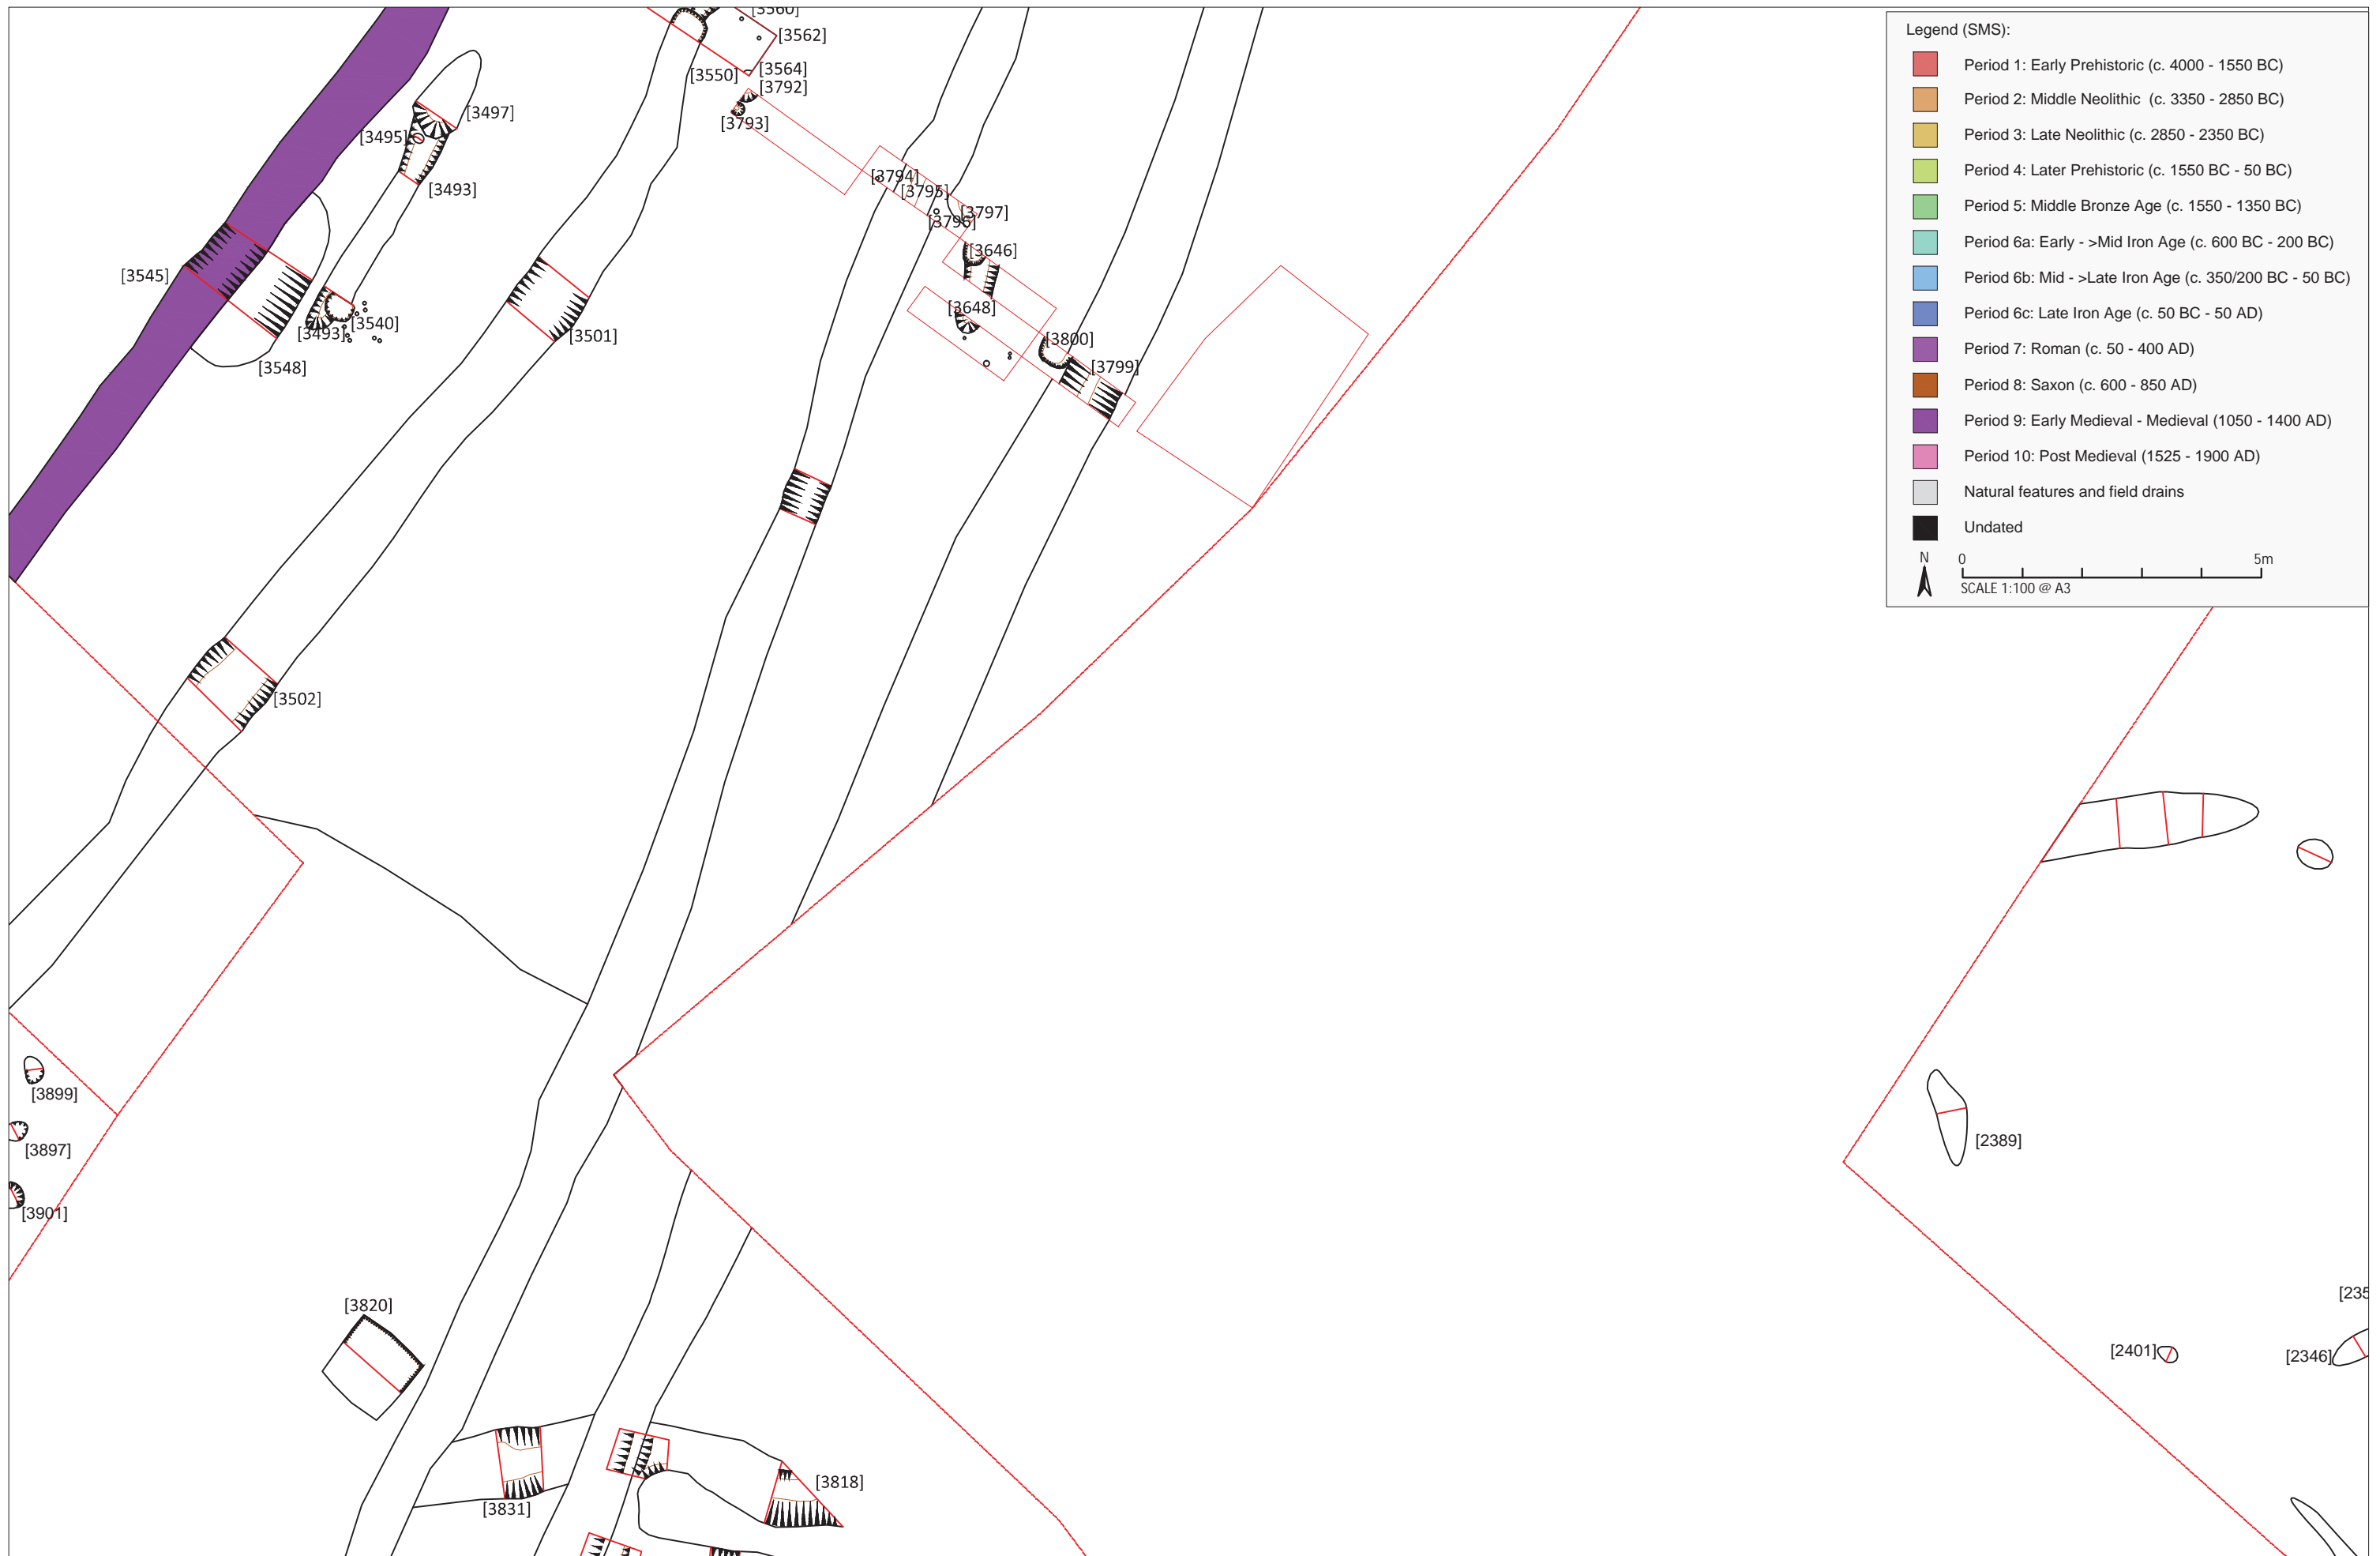 [3560]
[3562]
[3550]
[3564]
[3792]
[3793]
[3497]
[3495]
[3493]
[3794]
[3795]
[3797]
[3796]
[3646]
[3545]
[3493]
[3540]
[3501]
[3548]
[3648]
[3800]
[3799]
[3502]
[3899]
[3897]
[3901]
[3820]
[3831]
[3818]
[2389]
[235
[2401]
[2346]
Legend (SMS):
Period 1: Early Prehistoric (c. 4000 - 1550 BC)
Period 2: Middle Neolithic (c. 3350 - 2850 BC)
Period 3: Late Neolithic (c. 2850 - 2350 BC)
Period 4: Later Prehistoric (c. 1550 BC - 50 BC)
Period 5: Middle Bronze Age (c. 1550 - 1350 BC)
Period 6a: Early - >Mid Iron Age (c. 600 BC - 200 BC)
Period 6b: Mid - >Late Iron Age (c. 350/200 BC - 50 BC)
Period 6c: Late Iron Age (c. 50 BC - 50 AD)
Period 7: Roman (c. 50 - 400 AD)
Period 8: Saxon (c. 600 - 850 AD)
Period 9: Early Medieval - Medieval (1050 - 1400 AD)
Period 10: Post Medieval (1525 - 1900 AD)
Natural features and field drains
Undated
N 0 5m
SCALE 1:100 @ A3